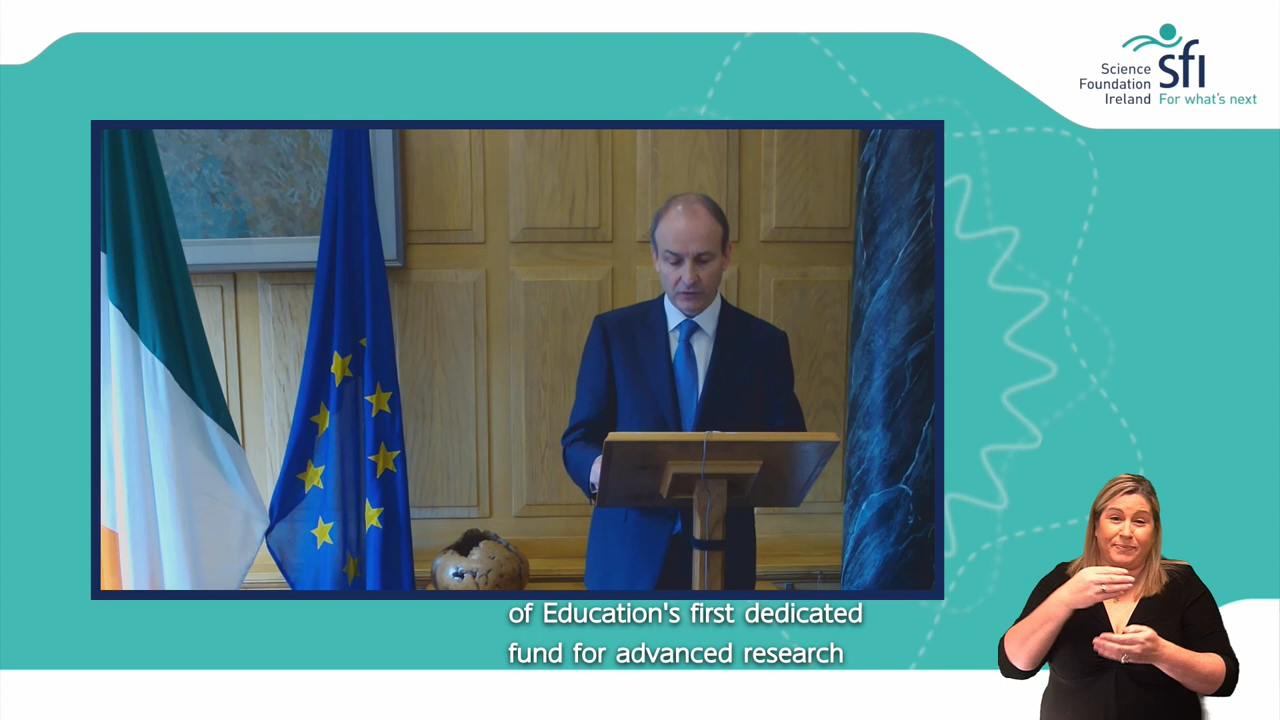 Science
Foundation
Ireland
sfi
For what's next
of Education's first dedicated
fund for advanced research